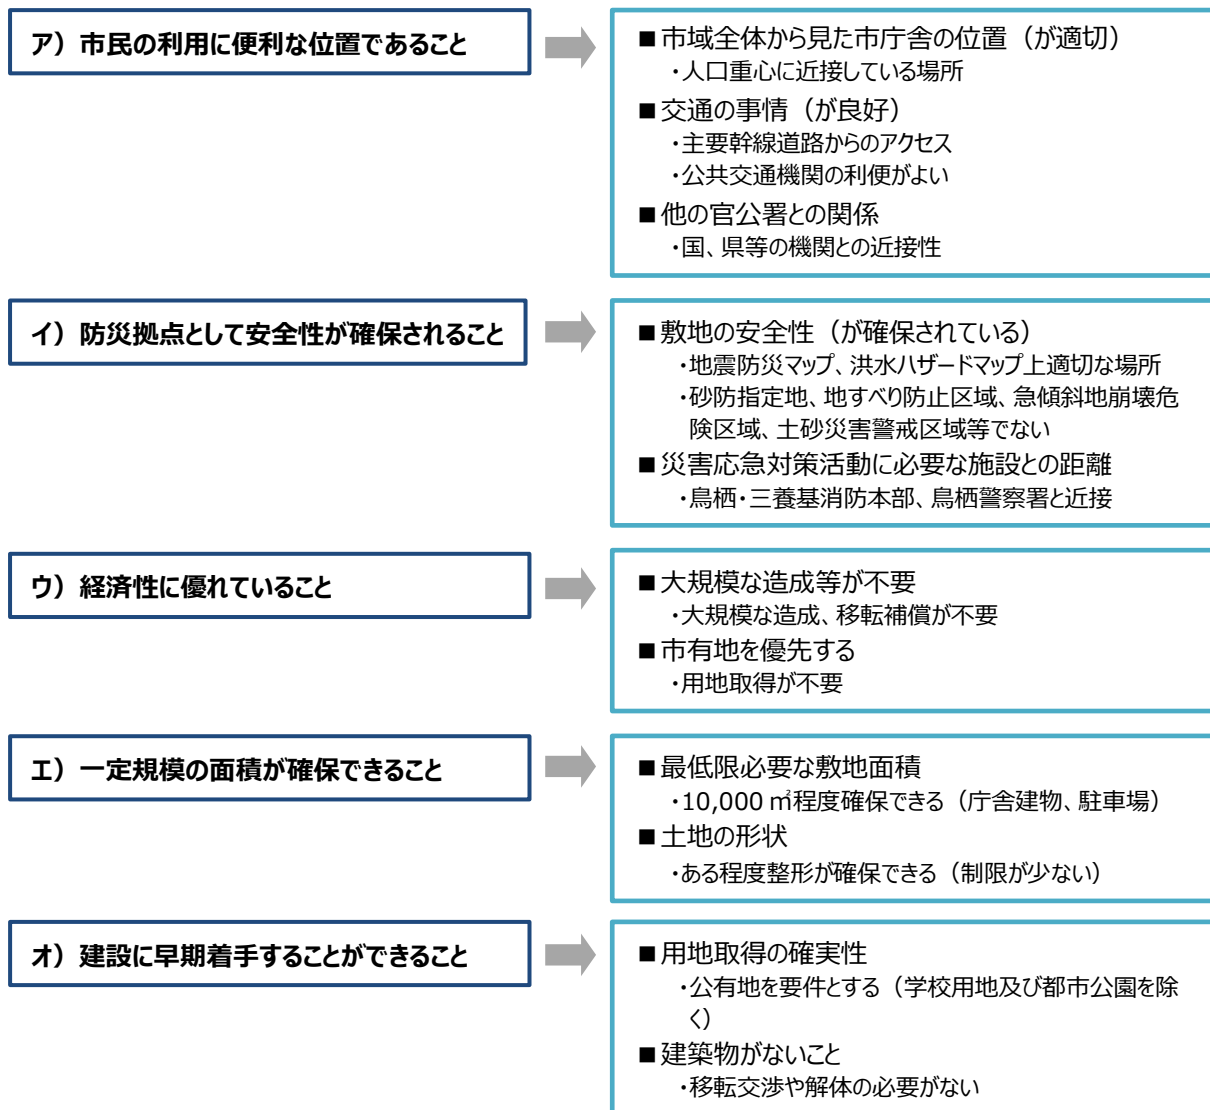 ア）市民の利用に便利な位置であること
■市域全体から見た市庁舎の位置（が適切）
・人口重心に近接している場所
■交通の事情（が良好）
・主要幹線道路からのアクセス
・公共交通機関の利便がよい
■他の官公署との関係
・国、県等の機関との近接性
イ）防災拠点として安全性が確保されること
■敷地の安全性（が確保されている）
・地震防災マップ、洪水ハザードマップ上適切な場所
・砂防指定地、地すべり防止区域、急傾斜地崩壊危
険区域、土砂災害警戒区域等でない
■災害応急対策活動に必要な施設との距離
・鳥栖・三養基消防本部、鳥栖警察署と近接
ウ）経済性に優れていること
■大規模な造成等が不要
・大規模な造成、移転補償が不要
■市有地を優先する
・用地取得が不要
エ）一定規模の面積が確保できること
■最低限必要な敷地面積
・10,000 ㎡程度確保できる（庁舎建物、駐車場）
■土地の形状
・ある程度整形が確保できる（制限が少ない）
オ）建設に早期着手することができること
■用地取得の確実性
・公有地を要件とする（学校用地及び都市公園を除
く）
■建築物がないこと
・移転交渉や解体の必要がない